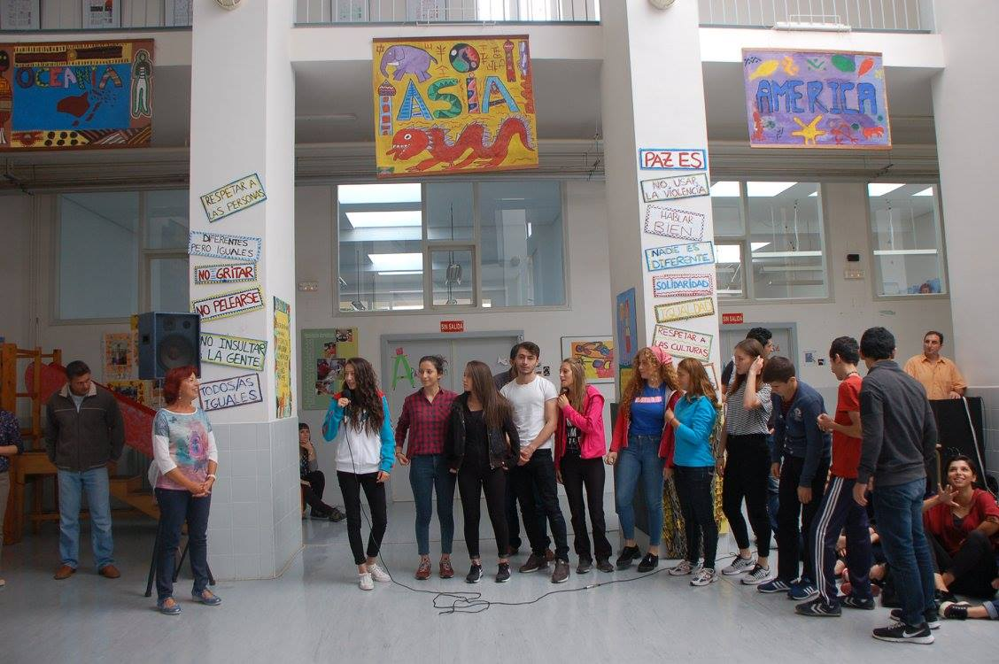 OCEANIA
ASIA
AMERICA
RESPETAR A
LAS PERSONAS
DIFERENTES
PERO IGUALES
NO GRITAR
NO PELEARSE
NO INSULTAR
A LA GENTE
TODOS/AS
IGUALES
PAZ ES
NO USAR
LA VIOLENCIA
HABLAR
BIEN
NADIE ES
DIFERENTE
SOLIDARIDAD
IGUALDAD
RESPETAR A
LAS CULTURAS
SIN SALIDA
SIN SALIDA